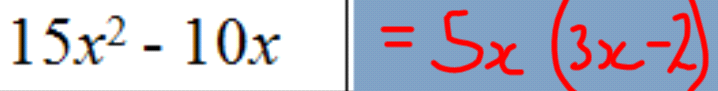 15x² - 10x = 5x (3x-2)